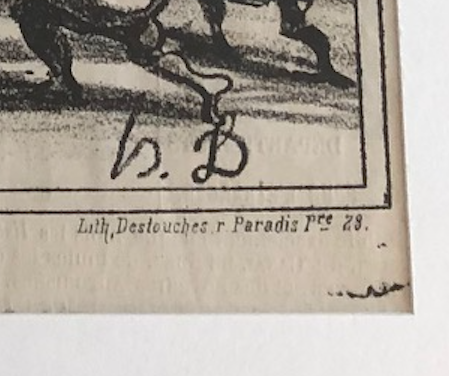 h. D
Lith, Destouches r. Paradis Pre 28.